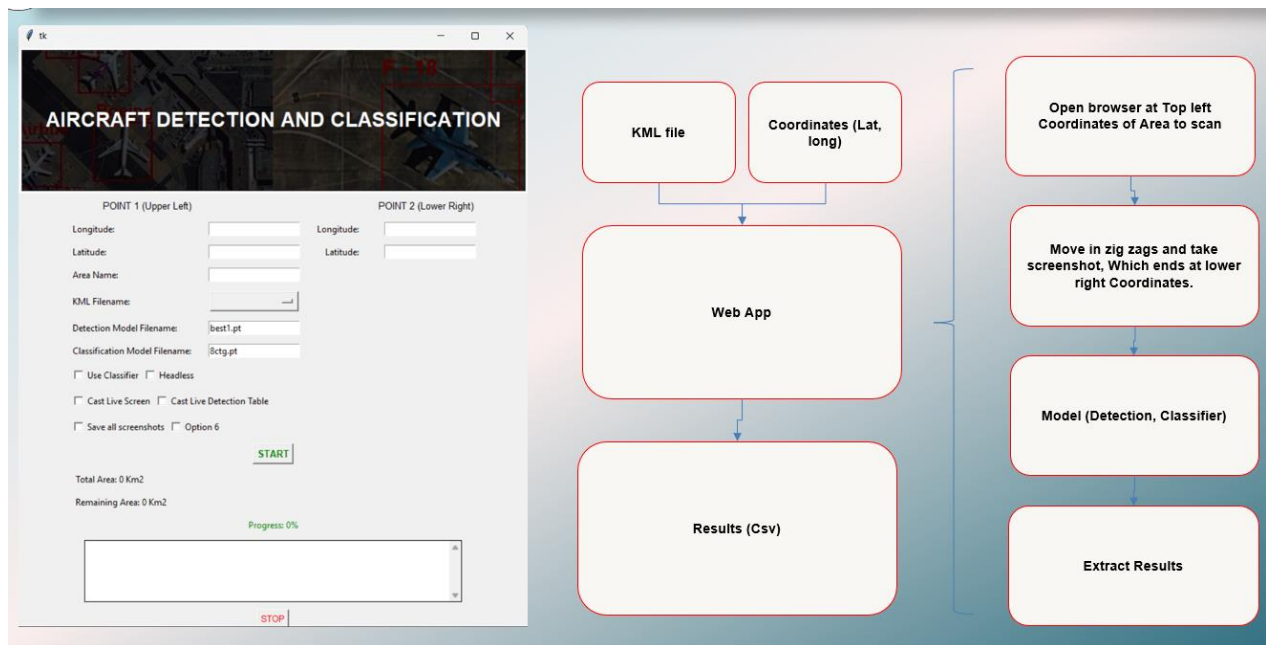 tk
F - 18
AIRCRAFT DETECTION AND CLASSIFICATION
POINT 1 (Upper Left)
POINT 2 (Lower Right)
Longitude:
Longitude:
Latitude:
Latitude:
Area Name:
KML Filename:
Detection Model Filename: best1.pt
Classification Model Filename: 8ctg.pt
Use Classifier Headless
Cast Live Screen Cast Live Detection Table
Save all screenshots Option 6
START
Total Area: 0 Km2
Remaining Area: 0 Km2
Progress: 0%
STOP
KML file
Coordinates (Lat,
long)
Web App
Results (Csv)
Open browser at Top left
Coordinates of Area to scan
Move in zig zags and take
screenshot, Which ends at lower
right Coordinates.
Model (Detection, Classifier)
Extract Results